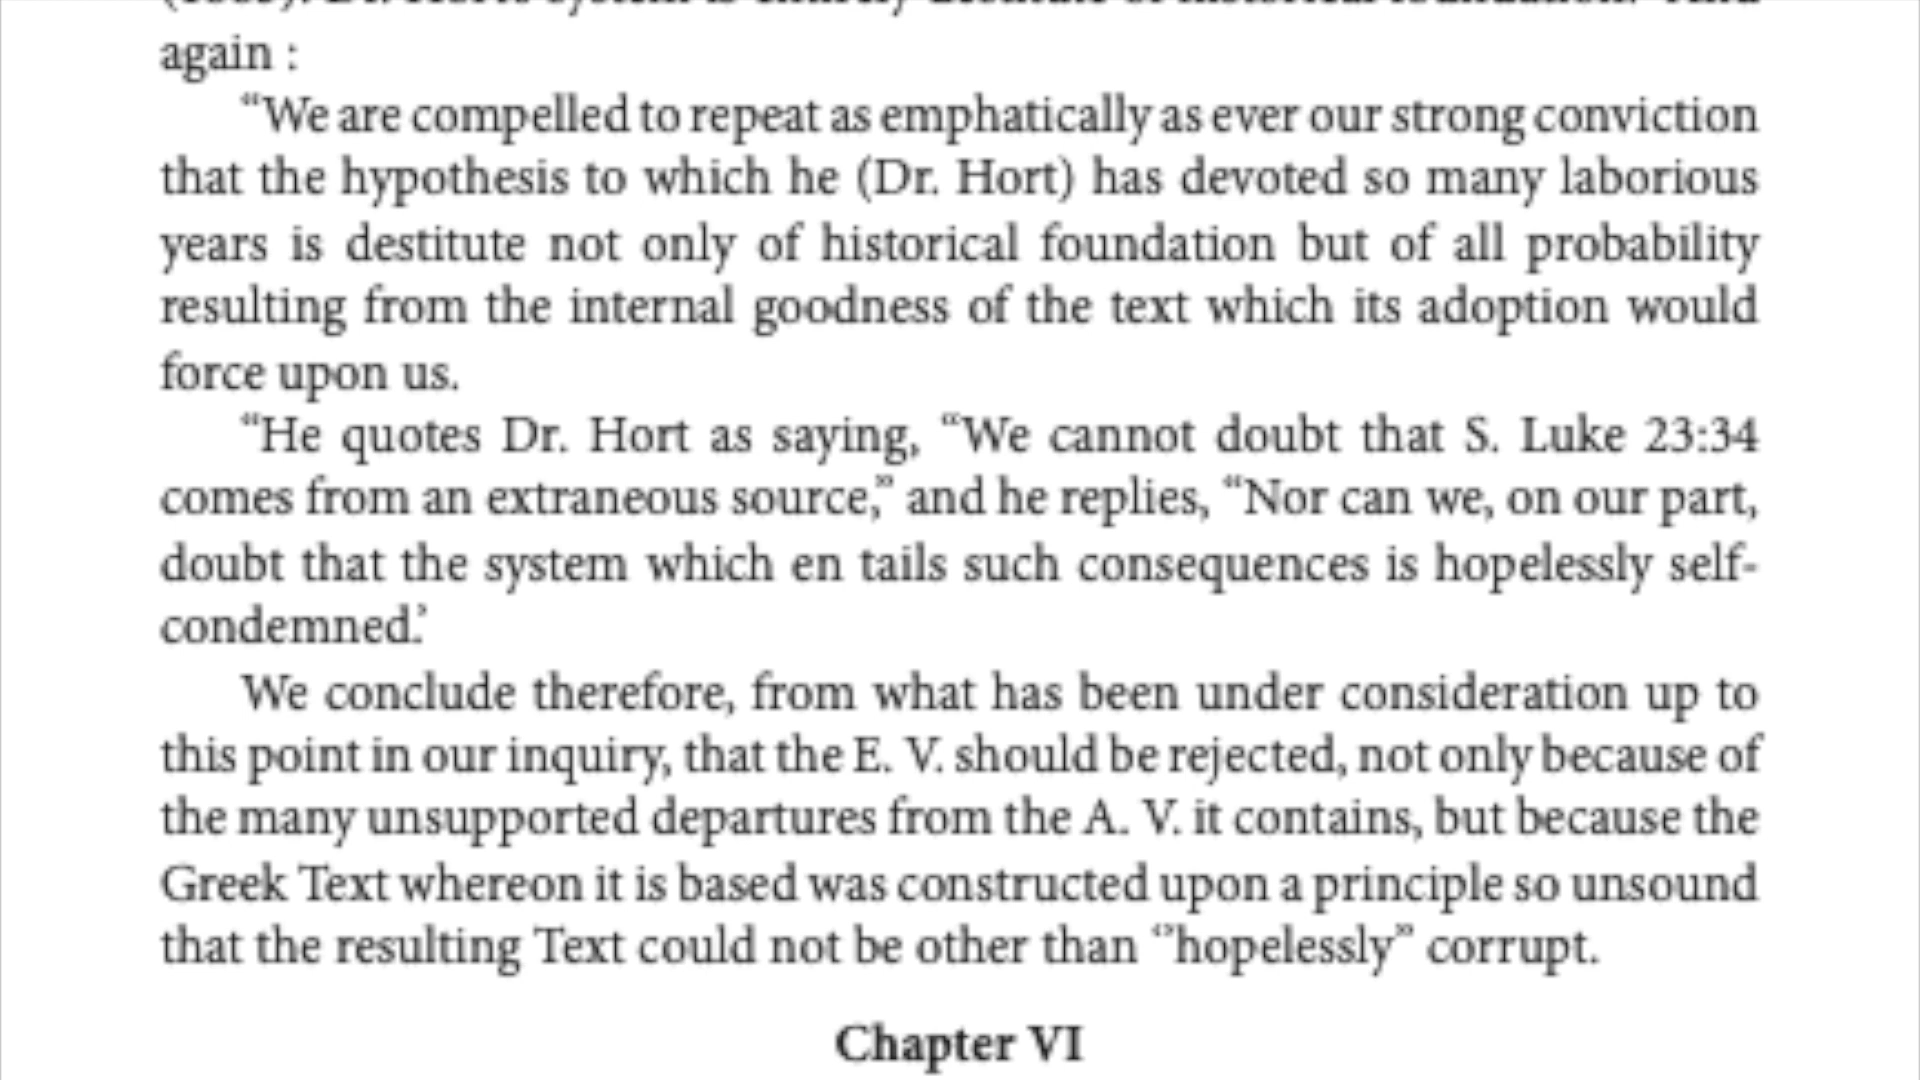 again :
“We are compelled to repeat as emphatically as ever our strong conviction
that the hypothesis to which he (Dr. Hort) has devoted so many laborious
years is destitute not only of historical foundation but of all probability
resulting from the internal goodness of the text which its adoption would
force upon us.
“He quotes Dr. Hort as saying, “We cannot doubt that S. Luke 23:34
comes from an extraneous source,” and he replies, “Nor can we, on our part,
doubt that the system which en tails such consequences is hopelessly self-
condemned.’
We conclude therefore, from what has been under consideration up to
this point in our inquiry, that the E. V. should be rejected, not only because of
the many unsupported departures from the A. V. it contains, but because the
Greek Text whereon it is based was constructed upon a principle so unsound
that the resulting Text could not be other than “hopelessly” corrupt.
Chapter VI